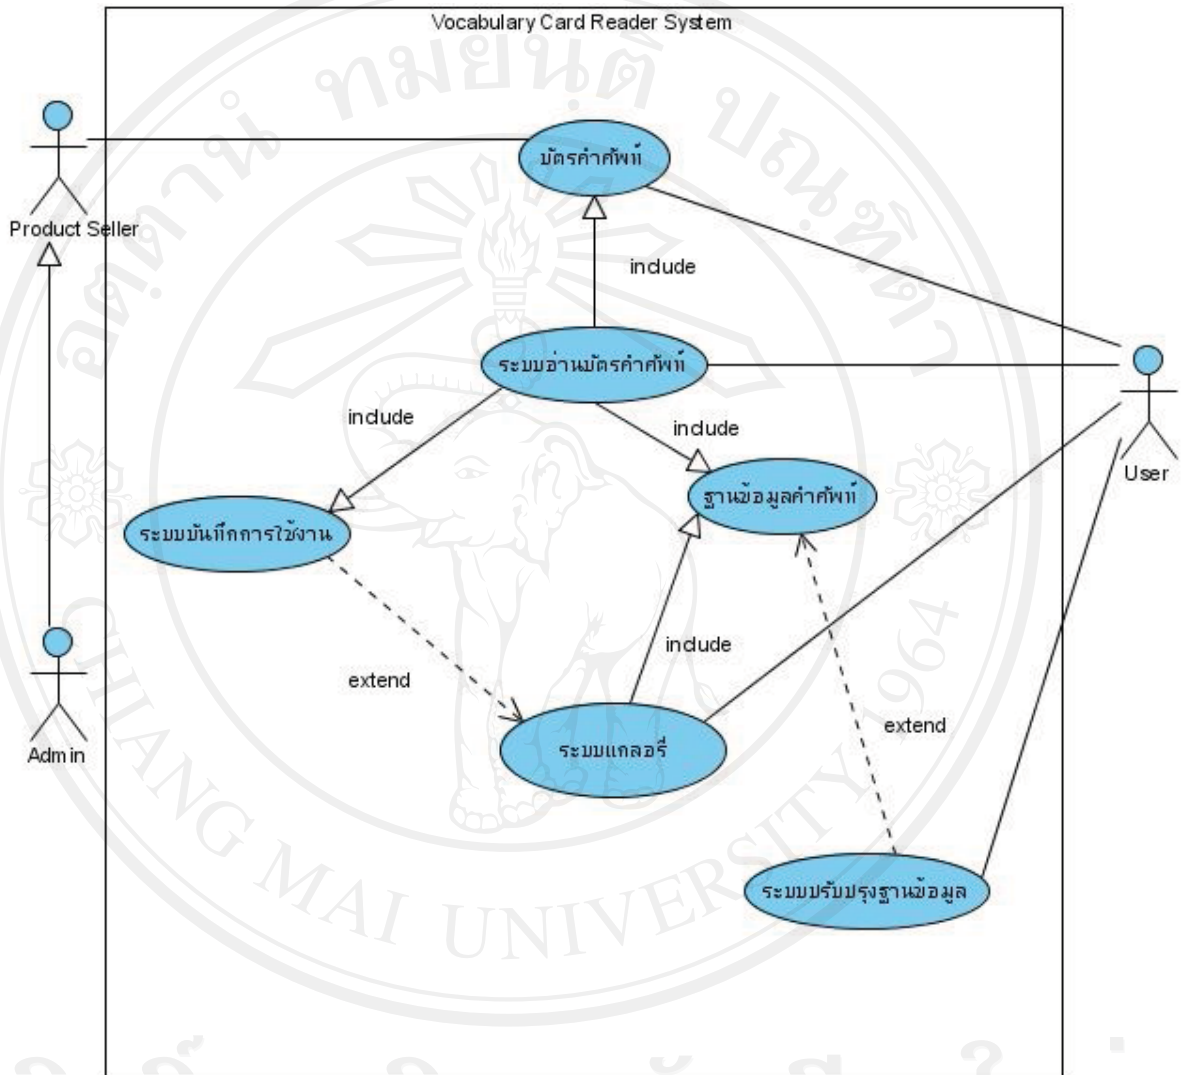 Vocabulary Card Reader System
บัตรคำศัพท์
Product Seller
include
ระบบอ่านบัตรคำศัพท์
include
include
User
ฐานข้อมูลคำศัพท์
ระบบบันทึกการใช้งาน
include
extend
extend
ระบบแกลอรี่
Admin
ระบบปรับปรุงฐานข้อมูล
CHIANG MAI UNIVERSITY 1964